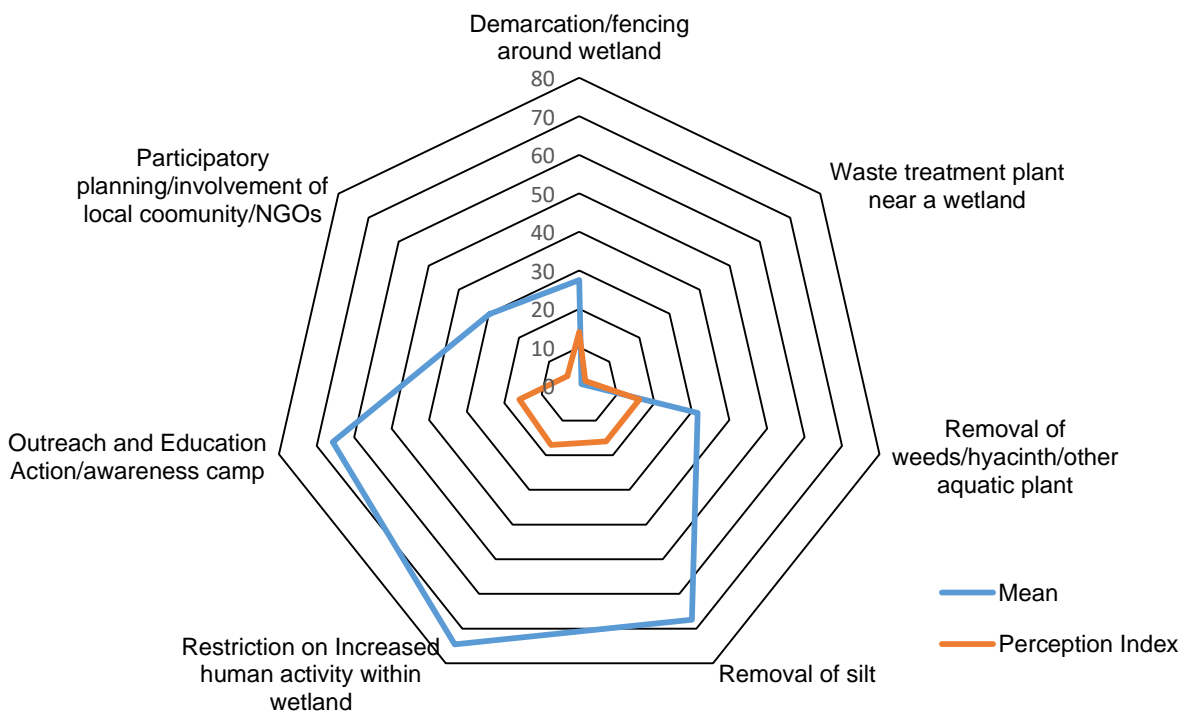 Demarcation/fencing
around wetland
80
70
60
50
40
30
20
10
0
Waste treatment plant
near a wetland
Removal of
weeds/hyacinth/other
aquatic plant
Removal of silt
Restriction on Increased
human activity within
wetland
Outreach and Education
Action/awareness camp
Participatory
planning/involvement of
local coomunity/NGOs
Mean
Perception Index